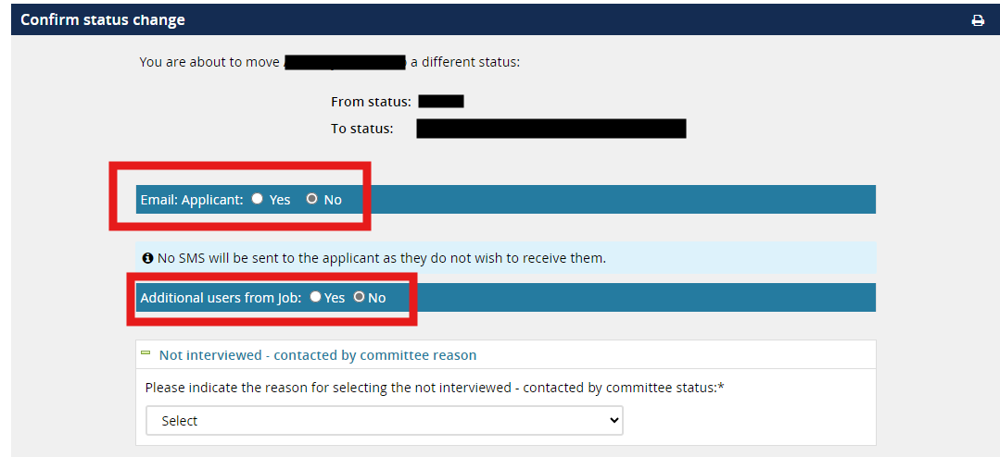 Confirm status change
You are about to move a different status:
From status:
To status:
Email: Applicant: Yes No
No SMS will be sent to the applicant as they do not wish to receive them.
Additional users from Job: Yes No
Not interviewed - contacted by committee reason
Please indicate the reason for selecting the not interviewed - contacted by committee status:*
Select